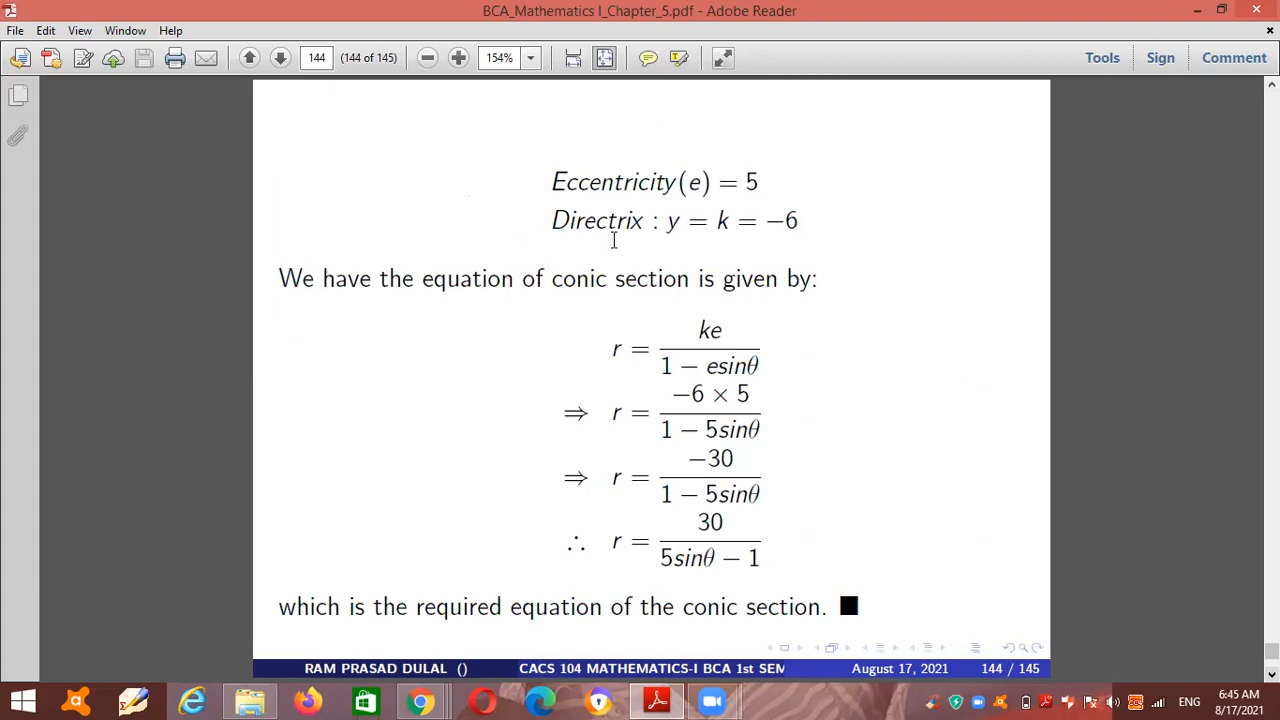 BCA_Mathematics I_Chapter_5.pdf - Adobe Reader
File Edit View Window Help
144 (144 of 145) 154% Tools Sign Comment
Eccentricity(e) = 5
Directrix : y = k = −6
We have the equation of conic section is given by:
r = ke / 1 − esinθ
⇒ r = −6 × 5 / 1 − 5sinθ
⇒ r = −30 / 1 − 5sinθ
∴ r = 30 / 5sinθ − 1
which is the required equation of the conic section. ■
RAM PRASAD DULAL () CACS 104 MATHEMATICS-I BCA 1st SEM August 17, 2021 144 / 145
ENG 6:45 AM
8/17/2021